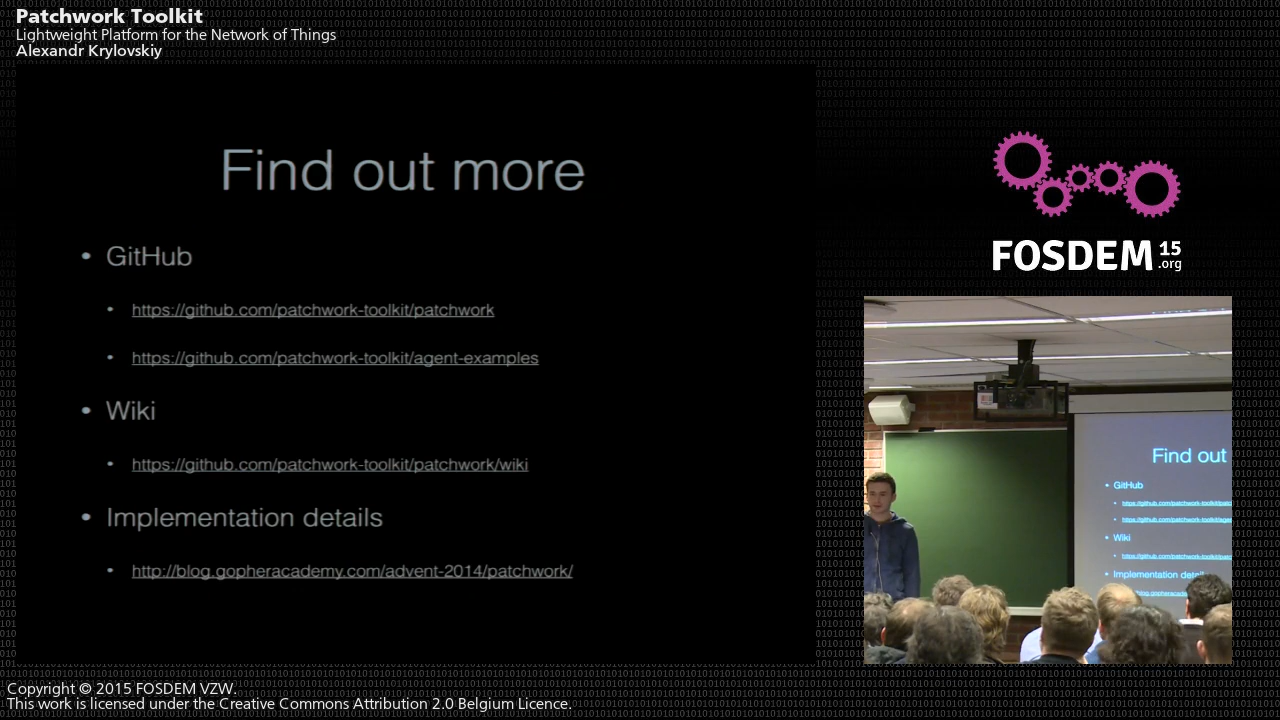 Patchwork Toolkit
Lightweight Platform for the Network of Things
Alexandr Krylovskiy
Find out more
• GitHub
• https://github.com/patchwork-toolkit/patchwork
• https://github.com/patchwork-toolkit/agent-examples
• Wiki
• https://github.com/patchwork-toolkit/patchwork/wiki
• Implementation details
• http://blog.gopheracademy.com/advent-2014/patchwork/
FOSDEM 15
.org
Find out
• GitHub
• Wiki
• Implementation
Copyright © 2015 FOSDEM VZW.
This work is licensed under the Creative Commons Attribution 2.0 Belgium Licence.